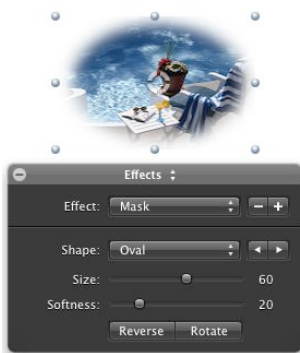 Effects
Effect: Mask
Shape: Oval
Size: 60
Softness: 20
Reverse Rotate